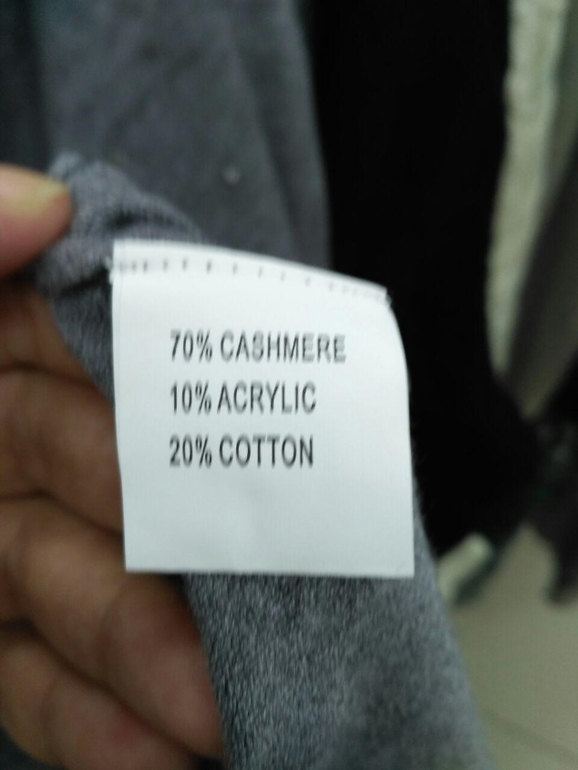 70% CASHMERE
10% ACRYLIC
20% COTTON